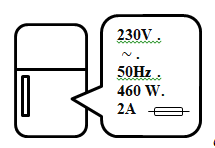 230V .
~ .
50Hz .
460 W.
2A